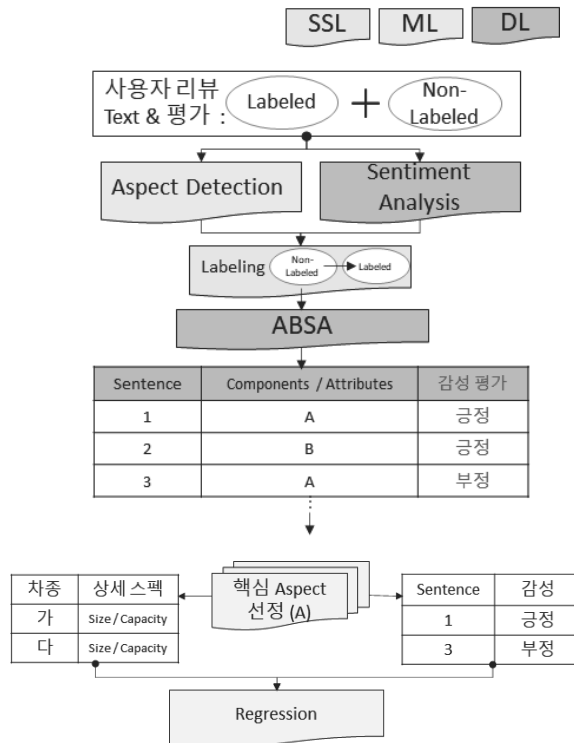 SSL ML DL
사용자 리뷰
Text & 평가 :
Labeled
+
Non-
Labeled
Aspect Detection
Sentiment
Analysis
Labeling
Non-
Labeled
Labeled
ABSA
Sentence Components / Attributes 감성 평가
1 A 긍정
2 B 긍정
3 A 부정
차종 상세 스펙
가 Size / Capacity
다 Size / Capacity
핵심 Aspect
선정 (A)
Sentence 감성
1 긍정
3 부정
Regression